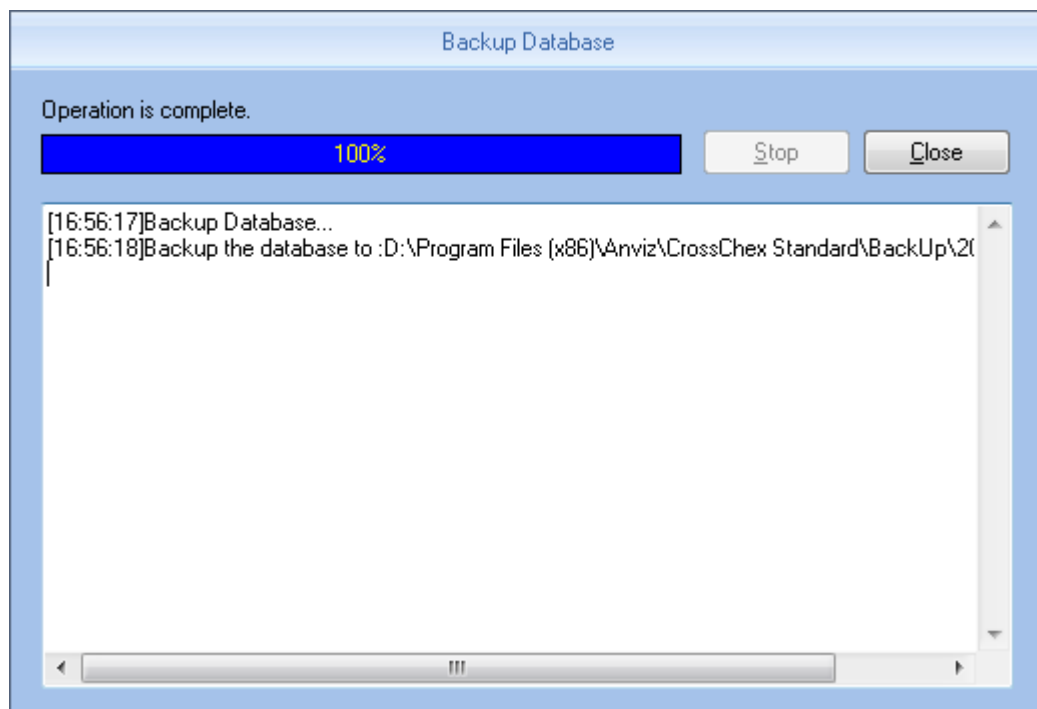 Backup Database
Operation is complete.
100%
Stop
Close
[16:56:17]Backup Database...
[16:56:18]Backup the database to :D:\Program Files (x86)\Anviz\CrossChex Standard\BackUp\20